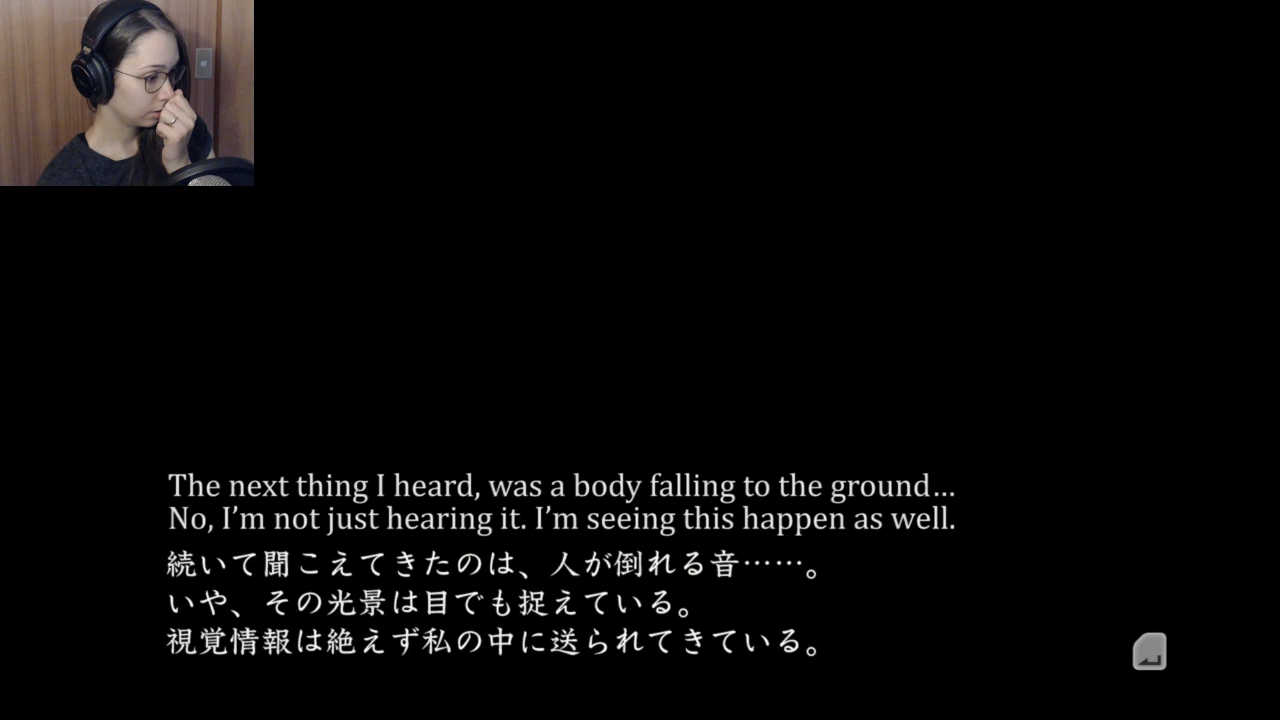 The next thing I heard, was a body falling to the ground…
No, I’m not just hearing it. I’m seeing this happen as well.
続いて聞こえてきたのは、人が倒れる音……。
いや、その光景は目でも捉えている。
視覚情報は絶えず私の中に送られてきている。